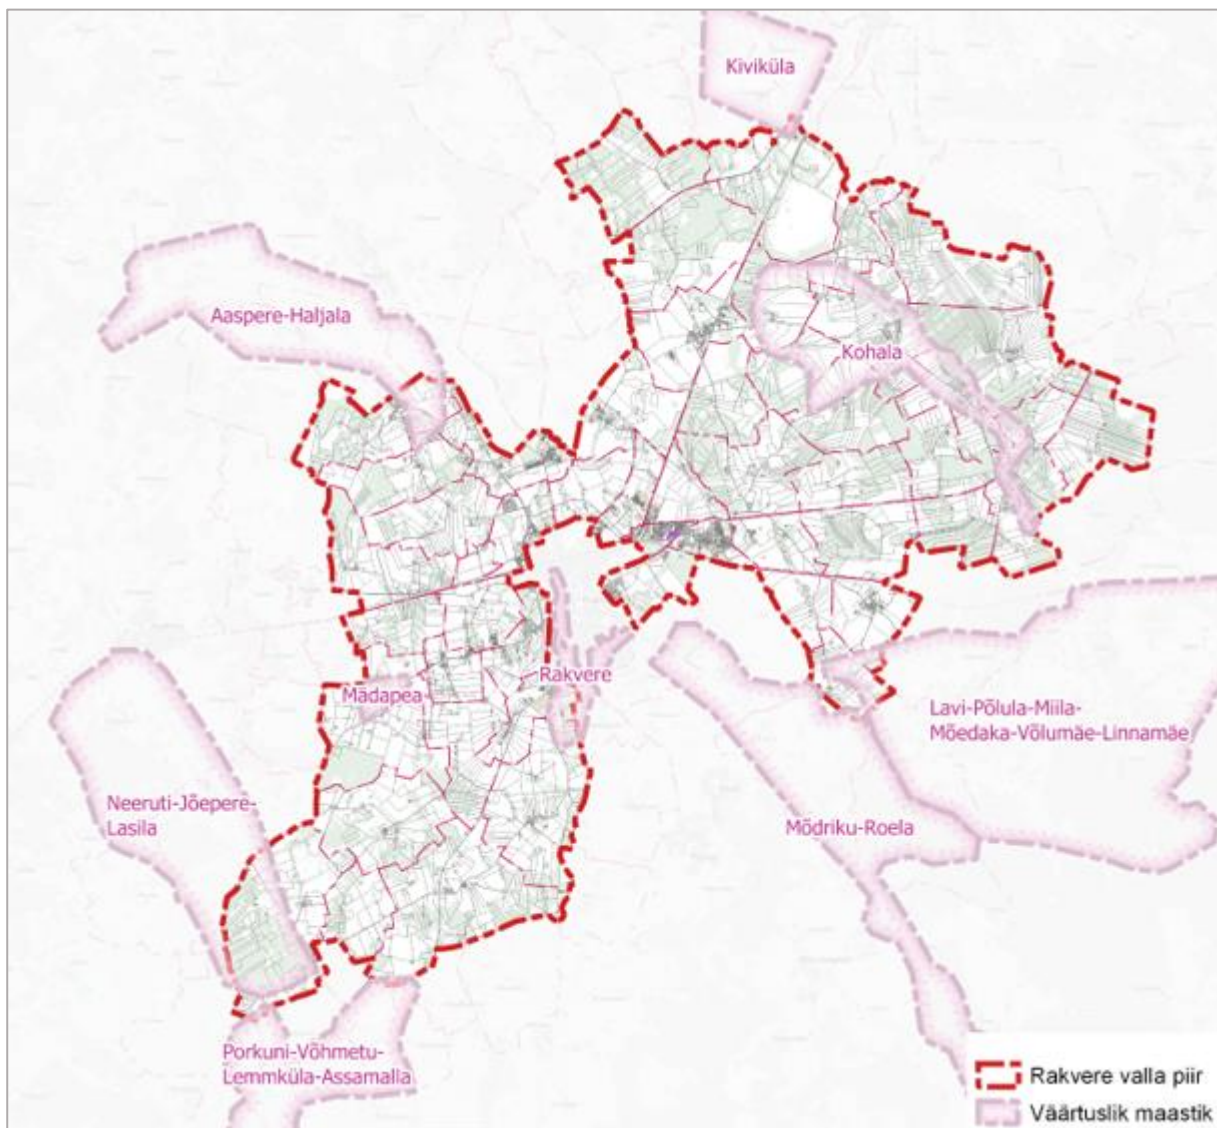 Kiviküla
Aaspere-Haljala
Kohala
Rakvere
Mädapea
Lavi-Põlula-Miila-
Mõedaka-Võlumäe-Linnamäe
Neeruti-Jõepere-
Lasila
Mõdriku-Roela
Porkuni-Võhmetu-
Lemmküla-Assamalla
Rakvere valla piir
Väärtuslik maastik